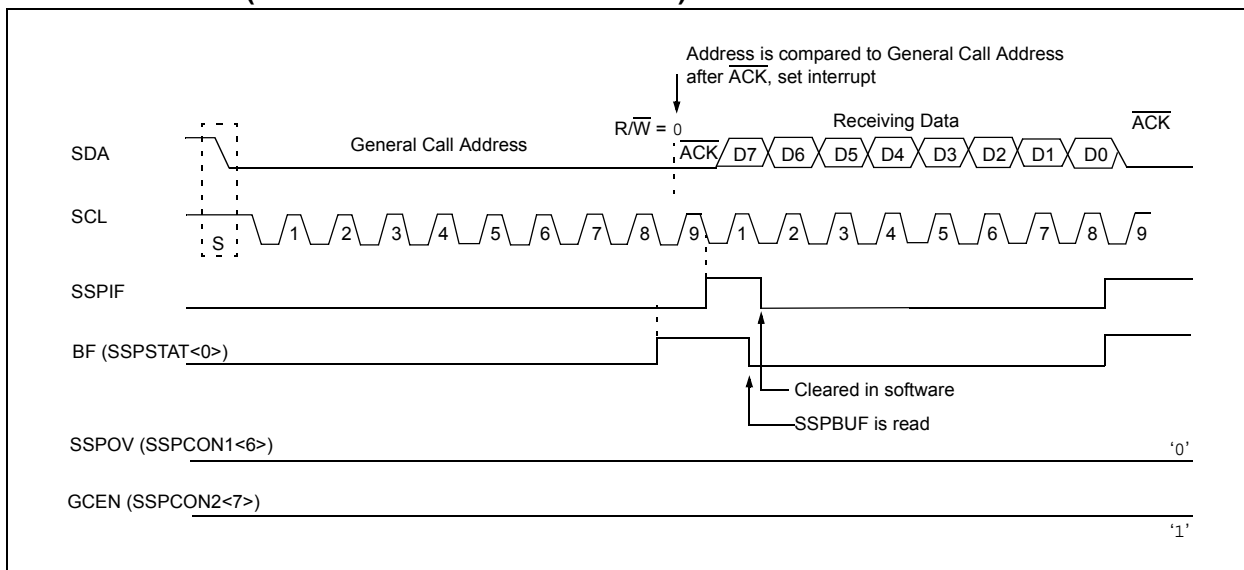 Address is compared to General Call Address
after ACK, set interrupt
R/W = 0
Receiving Data
ACK
SDA
General Call Address
ACK D7 D6 D5 D4 D3 D2 D1 D0
SCL
S
1 2 3 4 5 6 7 8 9 1 2 3 4 5 6 7 8 9
SSPIF
BF (SSPSTAT<0>)
Cleared in software
SSPBUF is read
SSPOV (SSPCON1<6>)
‘0’
GCEN (SSPCON2<7>)
‘1’